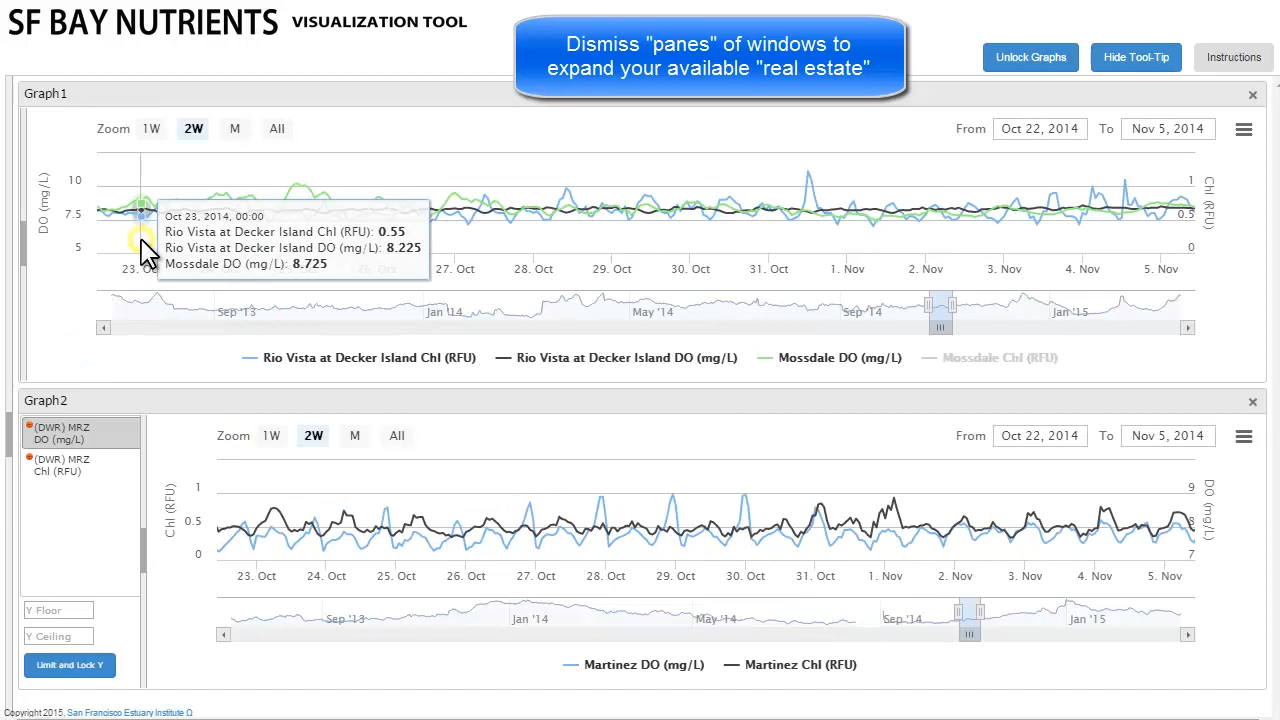 SF BAY NUTRIENTS VISUALIZATION TOOL
Dismiss "panes" of windows to
expand your available "real estate"
Unlock Graphs
Hide Tool-Tip
Instructions
Graph1
Zoom 1W 2W M All
From Oct 22, 2014 To Nov 5, 2014
DO (mg/L)
10
7.5
5
Chl (RFU)
1
0.5
0
Oct 23, 2014, 00:00
Rio Vista at Decker Island Chl (RFU): 0.55
Rio Vista at Decker Island DO (mg/L): 8.225
Mossdale DO (mg/L): 8.725
27. Oct 28. Oct 29. Oct 30. Oct 31. Oct 1. Nov 2. Nov 3. Nov 4. Nov 5. Nov
Sep '13 Jan '14 May '14 Sep '14 Jan '15
Rio Vista at Decker Island Chl (RFU) Rio Vista at Decker Island DO (mg/L) Mossdale DO (mg/L) Mossdale Chl (RFU)
Graph2
(DWR) MRZ
DO (mg/L)
(DWR) MRZ
Chl (RFU)
Y Floor
Y Ceiling
Limit and Lock Y
Zoom 1W 2W M All
From Oct 22, 2014 To Nov 5, 2014
Chl (RFU)
1
0.5
0
DO (mg/L)
9
8
7
23. Oct 24. Oct 25. Oct 26. Oct 27. Oct 28. Oct 29. Oct 30. Oct 31. Oct 1. Nov 2. Nov 3. Nov 4. Nov 5. Nov
Sep '13 Jan '14 May '14 Sep '14 Jan '15
Martinez DO (mg/L) Martinez Chl (RFU)
Copyright 2015, San Francisco Estuary Institute Ω